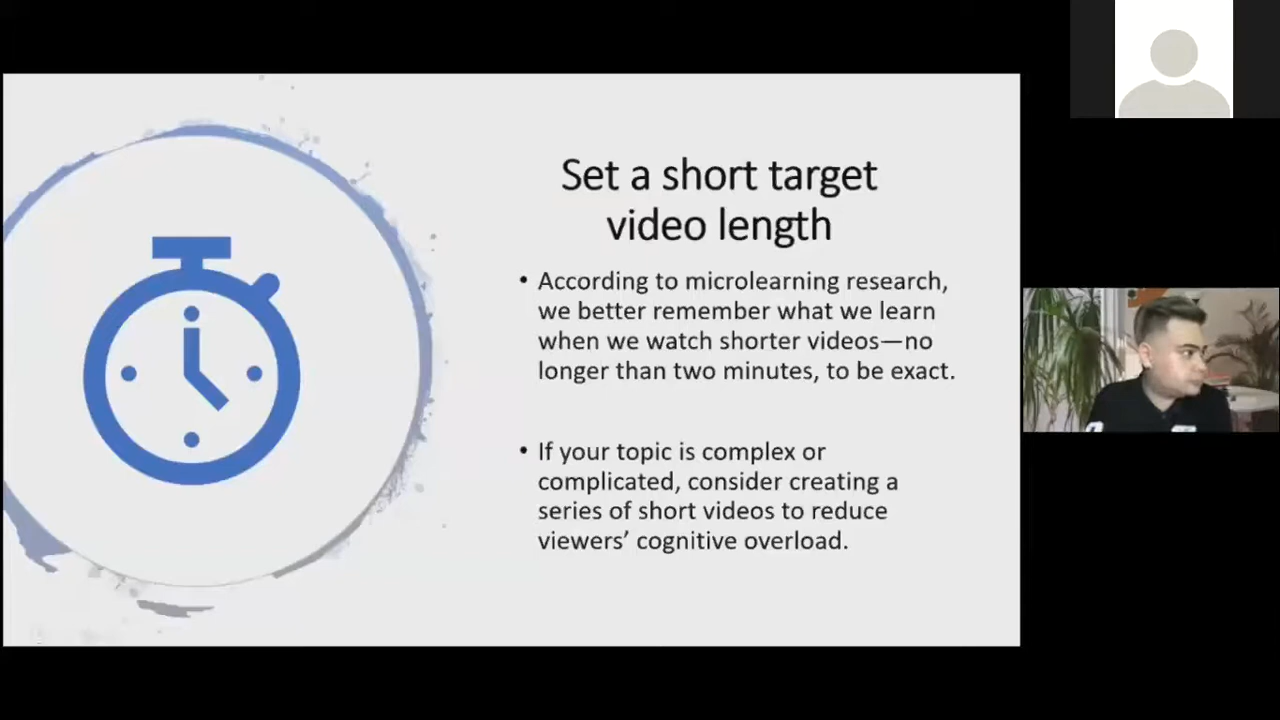 Set a short target
video length
• According to microlearning research,
we better remember what we learn
when we watch shorter videos—no
longer than two minutes, to be exact.
• If your topic is complex or
complicated, consider creating a
series of short videos to reduce
viewers’ cognitive overload.